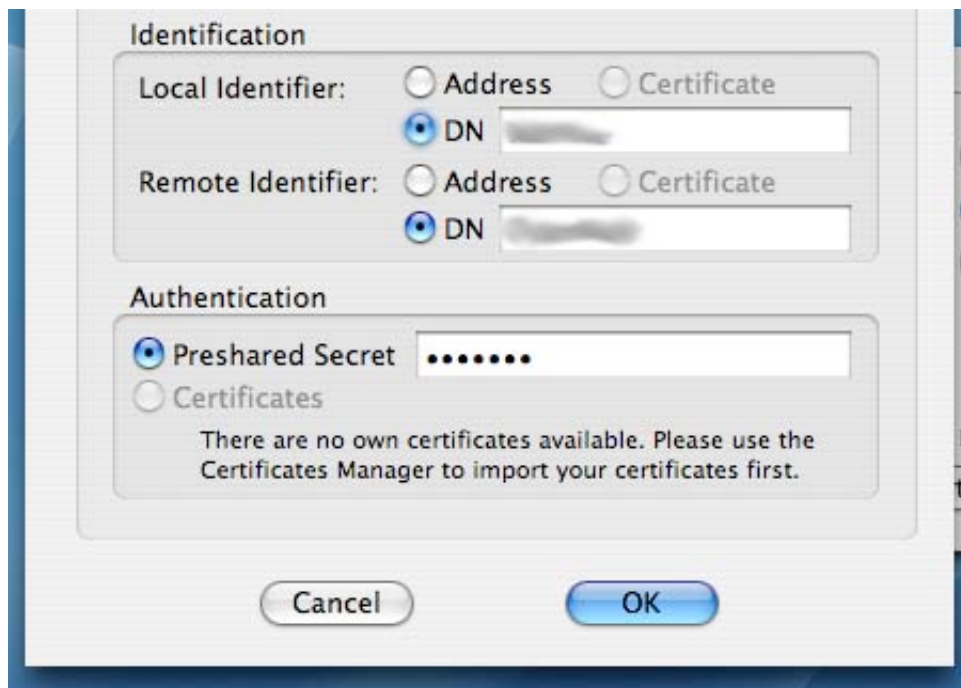 Identification
Local Identifier: Address Certificate
DN
Remote Identifier: Address Certificate
DN
Authentication
Preshared Secret •••••••
Certificates
There are no own certificates available. Please use the
Certificates Manager to import your certificates first.
Cancel OK